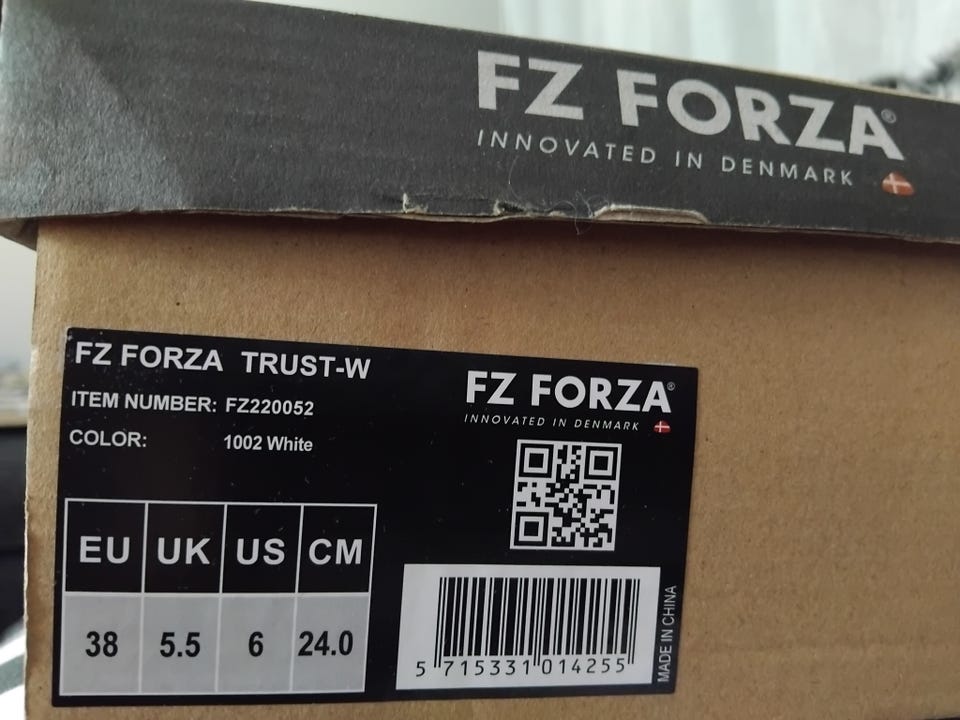 FZ FORZA®
INNOVATED IN DENMARK
FZ FORZA TRUST-W
ITEM NUMBER: FZ220052
COLOR: 1002 White
FZ FORZA®
INNOVATED IN DENMARK
EU UK US CM
38 5.5 6 24.0
5 715331 014255
MADE IN CHINA